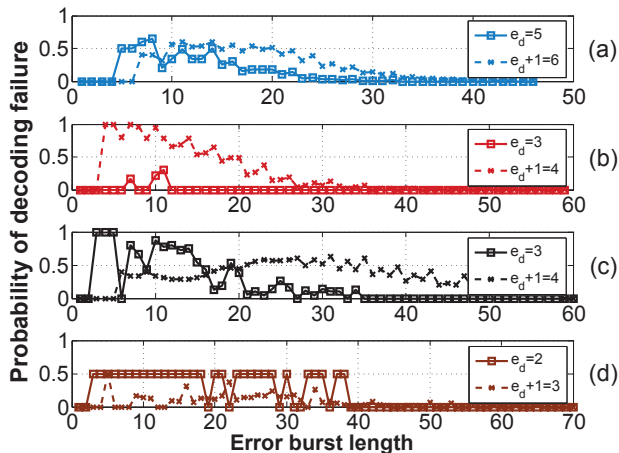 Probability of decoding failure
1
0.5
0
0 10 20 30 40 50
e_d=5
e_d+1=6
(a)
1
0.5
0
0 10 20 30 40 50 60
e_d=3
e_d+1=4
(b)
1
0.5
0
0 10 20 30 40 50 60
e_d=3
e_d+1=4
(c)
1
0.5
0
0 10 20 30 40 50 60 70
e_d=2
e_d+1=3
(d)
Error burst length